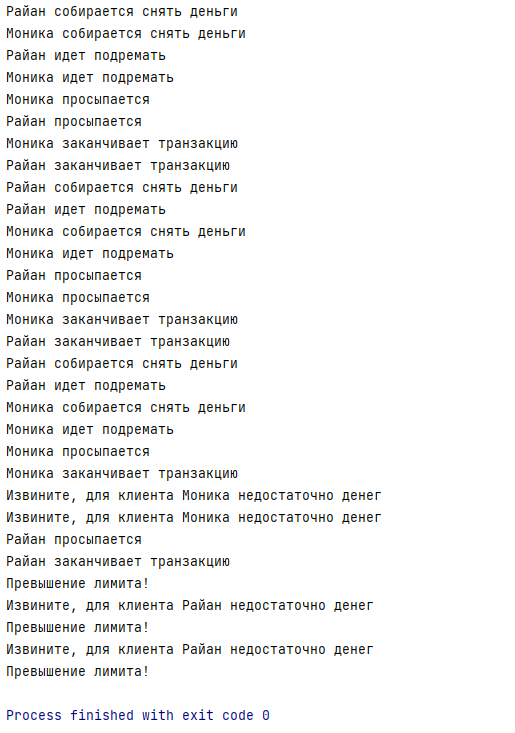 Райан собирается снять деньги
Моника собирается снять деньги
Райан идет подремать
Моника идет подремать
Моника просыпается
Райан просыпается
Моника заканчивает транзакцию
Райан заканчивает транзакцию
Райан собирается снять деньги
Райан идет подремать
Моника собирается снять деньги
Моника идет подремать
Райан просыпается
Моника просыпается
Моника заканчивает транзакцию
Райан заканчивает транзакцию
Райан собирается снять деньги
Райан идет подремать
Моника собирается снять деньги
Моника идет подремать
Моника просыпается
Моника заканчивает транзакцию
Извините, для клиента Моника недостаточно денег
Извините, для клиента Моника недостаточно денег
Райан просыпается
Райан заканчивает транзакцию
Превышение лимита!
Извините, для клиента Райан недостаточно денег
Превышение лимита!
Извините, для клиента Райан недостаточно денег
Превышение лимита!
Process finished with exit code 0